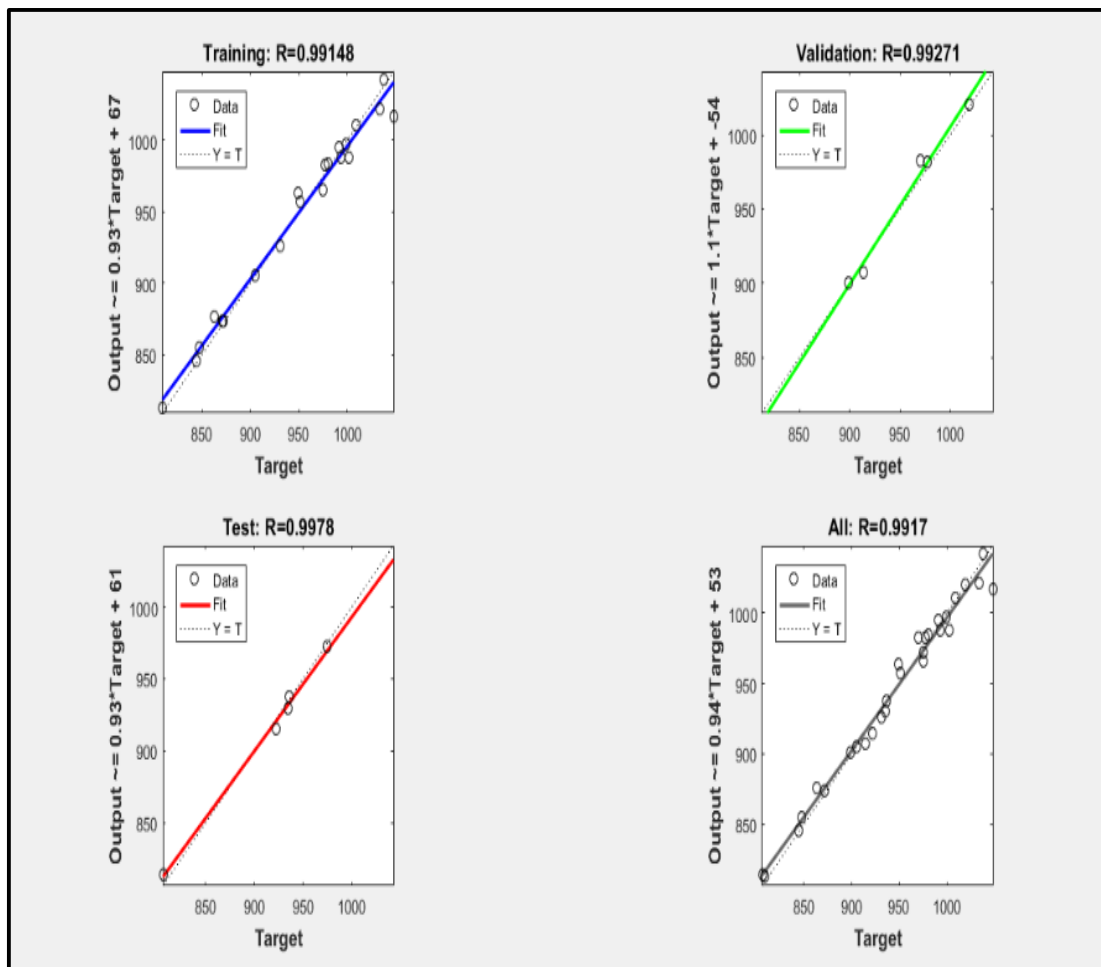 Training: R=0.99148
Output ~= 0.93*Target + 67
Data
Fit
Y = T
1000
950
900
850
850 900 950 1000
Target
Validation: R=0.99271
Output ~= 1.1*Target + -54
Data
Fit
Y = T
1000
950
900
850
850 900 950 1000
Target
Test: R=0.9978
Output ~= 0.93*Target + 61
Data
Fit
Y = T
1000
950
900
850
850 900 950 1000
Target
All: R=0.9917
Output ~= 0.94*Target + 53
Data
Fit
Y = T
1000
950
900
850
850 900 950 1000
Target